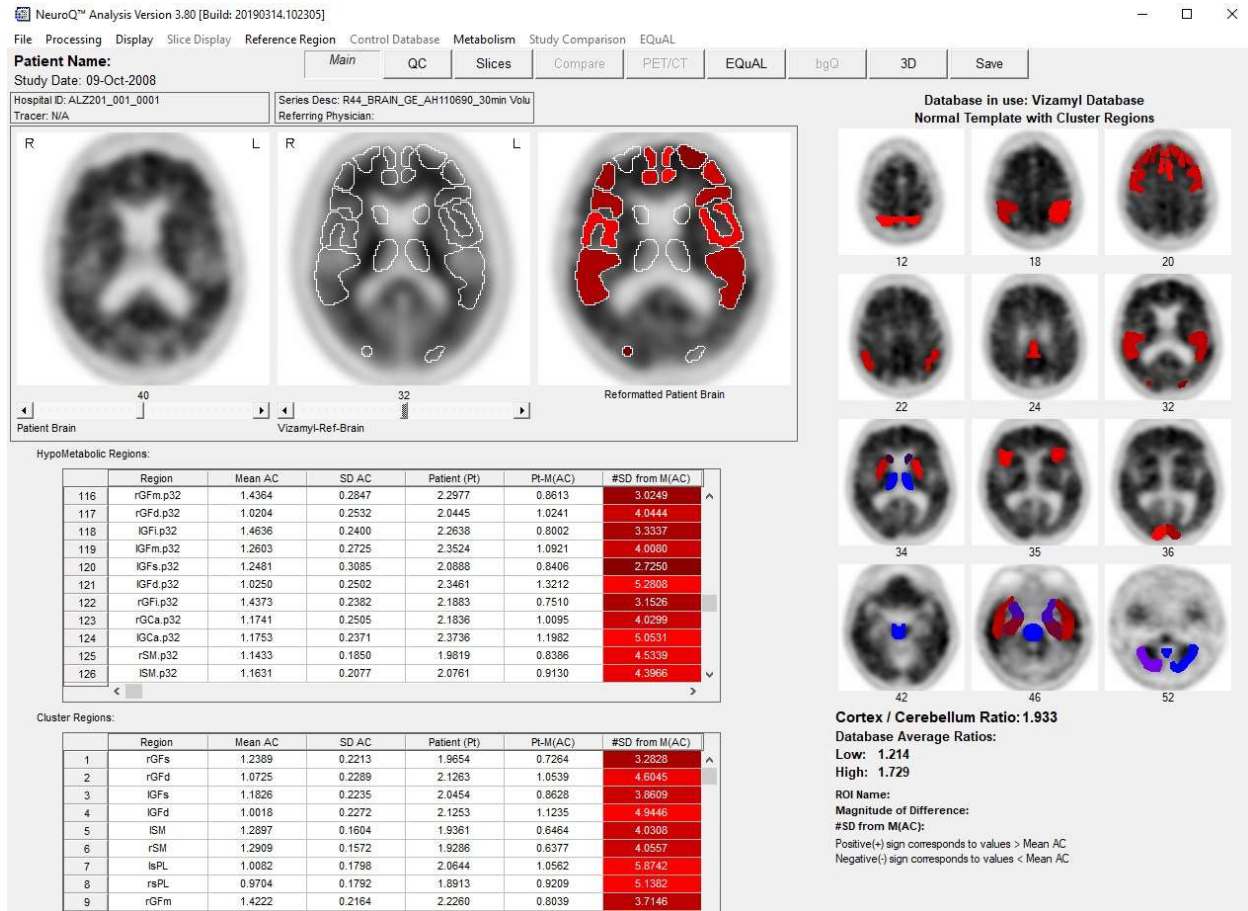 NeuroQ™ Analysis Version 3.80 [Build: 20190314.102305]
File Processing Display Slice Display Reference Region Control Database Metabolism Study Comparison EQuAL
Patient Name:
Study Date: 09-Oct-2008
Main QC Slices Compare PET/CT EQuAL bgQ 3D Save
Hospital ID: ALZ201_001_0001
Tracer: N/A
Series Desc: R44_BRAIN_GE_AH110690_30min Volu
Referring Physician:
R L R L
40 32 Reformatted Patient Brain
Patient Brain Vizamyl-Ref-Brain
Database in use: Vizamyl Database
Normal Template with Cluster Regions
12 18 20
22 24 32
34 35 36
42 46 52
HypoMetabolic Regions:
Region Mean AC SD AC Patient (Pt) Pt-M(AC) #SD from M(AC)
116 rGFm.p32 1.4364 0.2847 2.2977 0.8613 3.0249
117 rGFd.p32 1.0204 0.2532 2.0445 1.0241 4.0444
118 lGFi.p32 1.4636 0.2400 2.2638 0.8002 3.3337
119 lGFm.p32 1.2603 0.2725 2.3524 1.0921 4.0080
120 lGFs.p32 1.2481 0.3085 2.0888 0.8406 2.7250
121 lGFd.p32 1.0250 0.2502 2.3461 1.3212 5.2808
122 rGFi.p32 1.4373 0.2382 2.1883 0.7510 3.1526
123 rGCa.p32 1.1741 0.2505 2.1836 1.0095 4.0299
124 lGCa.p32 1.1753 0.2371 2.3736 1.1982 5.0531
125 rSM.p32 1.1433 0.1850 1.9819 0.8386 4.5339
126 lSM.p32 1.1631 0.2077 2.0761 0.9130 4.3966
Cluster Regions:
Region Mean AC SD AC Patient (Pt) Pt-M(AC) #SD from M(AC)
1 rGFs 1.2389 0.2213 1.9654 0.7264 3.2828
2 rGFd 1.0725 0.2289 2.1263 1.0539 4.6045
3 lGFs 1.1826 0.2235 2.0454 0.8628 3.8609
4 lGFd 1.0018 0.2272 2.1253 1.1235 4.9446
5 lSM 1.2897 0.1604 1.9361 0.6464 4.0308
6 rSM 1.2909 0.1572 1.9286 0.6377 4.0557
7 lsPL 1.0082 0.1798 2.0644 1.0562 5.8742
8 rsPL 0.9704 0.1792 1.8913 0.9209 5.1382
9 rGFm 1.4222 0.2164 2.2260 0.8039 3.7146
Cortex / Cerebellum Ratio: 1.933
Database Average Ratios:
Low: 1.214
High: 1.729
ROI Name:
Magnitude of Difference:
#SD from M(AC):
Positive(+) sign corresponds to values > Mean AC
Negative(-) sign corresponds to values < Mean AC